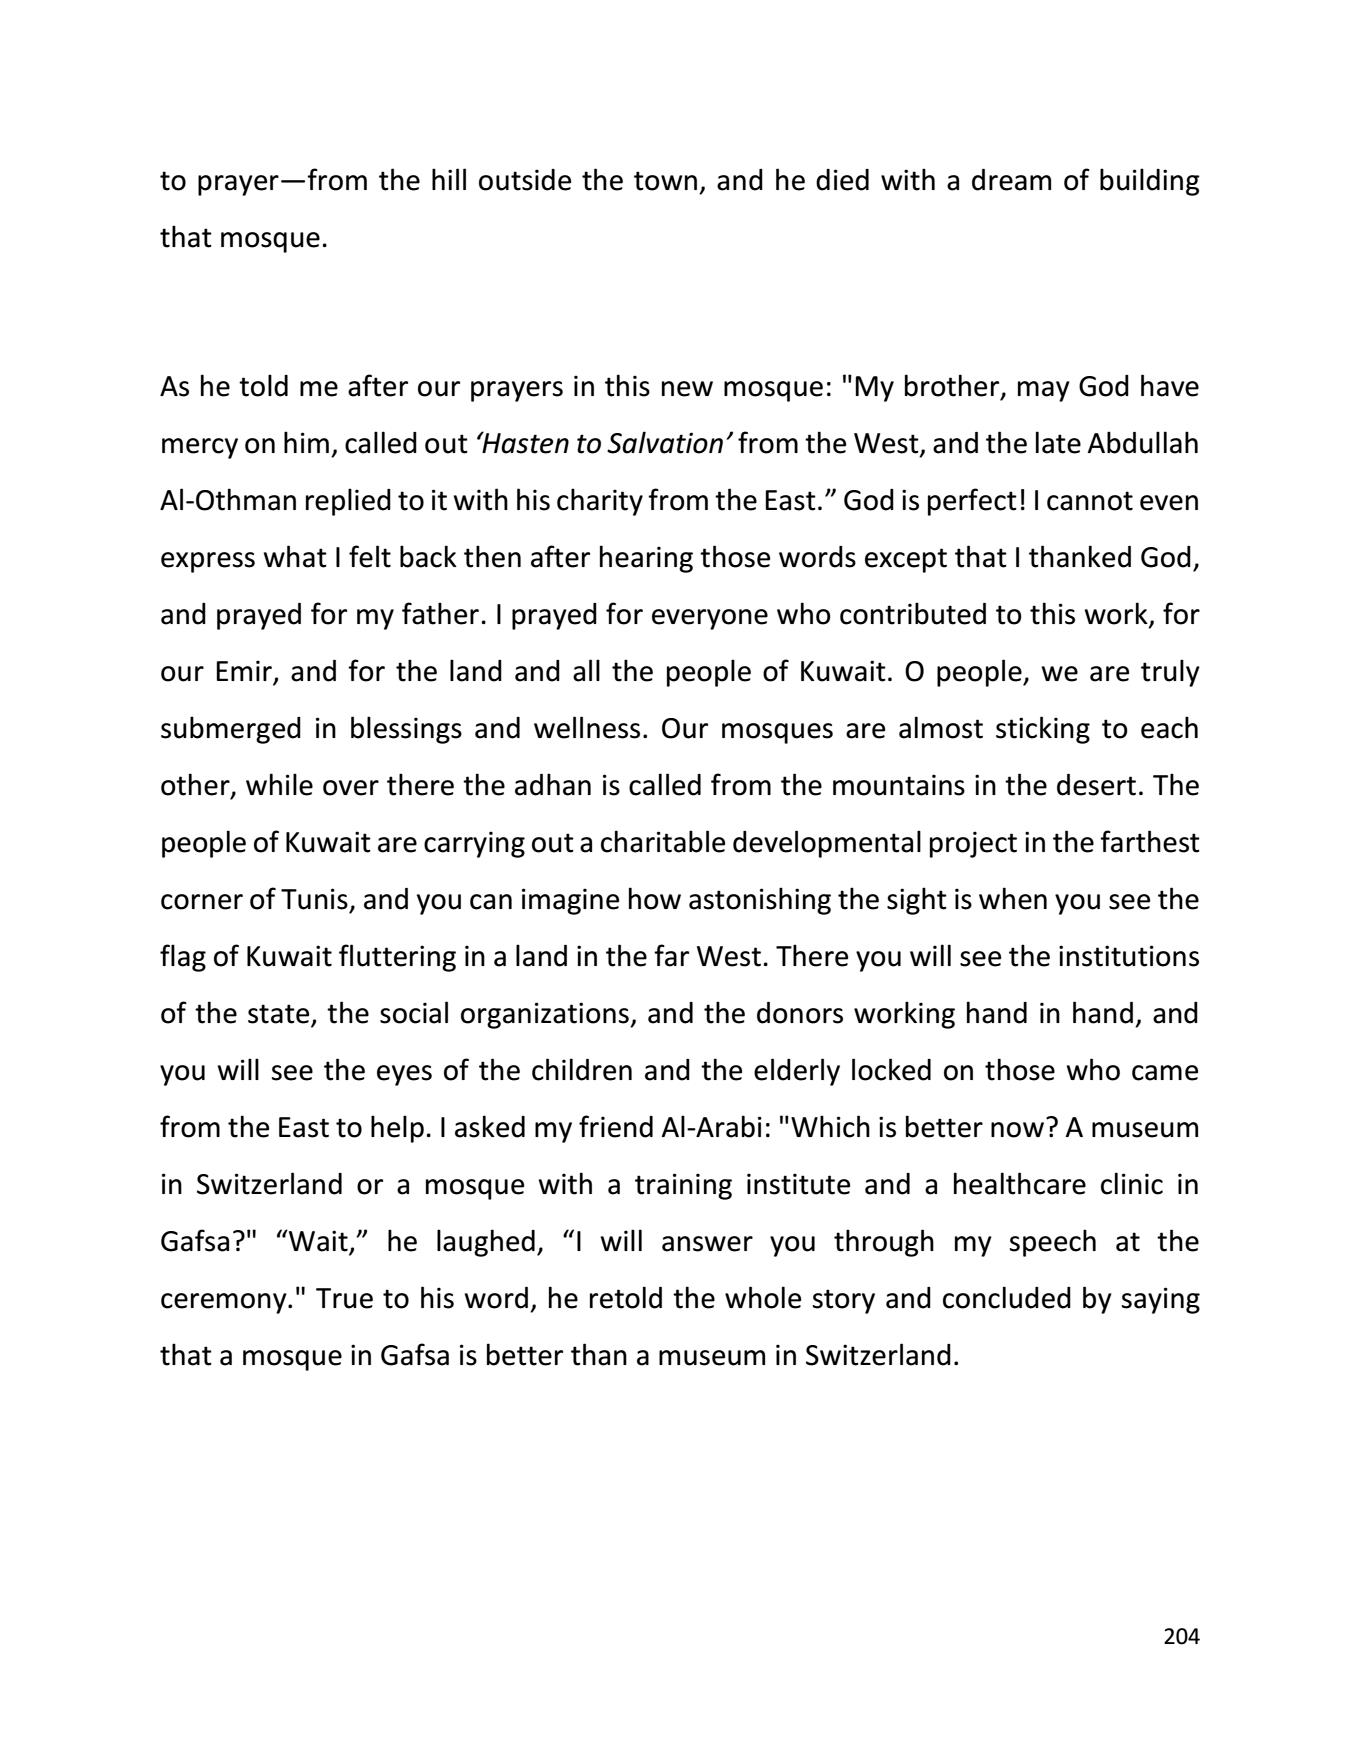 to prayer—from the hill outside the town, and he died with a dream of building
that mosque.
As he told me after our prayers in this new mosque: "My brother, may God have
mercy on him, called out ‘Hasten to Salvation’ from the West, and the late Abdullah
Al-Othman replied to it with his charity from the East.” God is perfect! I cannot even
express what I felt back then after hearing those words except that I thanked God,
and prayed for my father. I prayed for everyone who contributed to this work, for
our Emir, and for the land and all the people of Kuwait. O people, we are truly
submerged in blessings and wellness. Our mosques are almost sticking to each
other, while over there the adhan is called from the mountains in the desert. The
people of Kuwait are carrying out a charitable developmental project in the farthest
corner of Tunis, and you can imagine how astonishing the sight is when you see the
flag of Kuwait fluttering in a land in the far West. There you will see the institutions
of the state, the social organizations, and the donors working hand in hand, and
you will see the eyes of the children and the elderly locked on those who came
from the East to help. I asked my friend Al-Arabi: "Which is better now? A museum
in Switzerland or a mosque with a training institute and a healthcare clinic in
Gafsa?" “Wait,” he laughed, “I will answer you through my speech at the
ceremony." True to his word, he retold the whole story and concluded by saying
that a mosque in Gafsa is better than a museum in Switzerland.
204